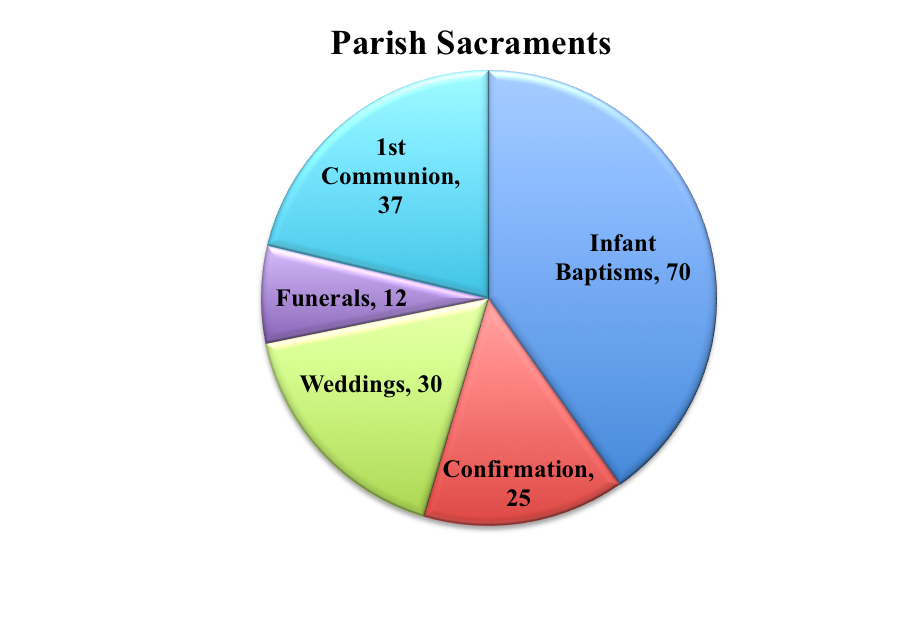 Parish Sacraments
1st
Communion,
37
Infant
Baptisms, 70
Funerals, 12
Weddings, 30
Confirmation,
25